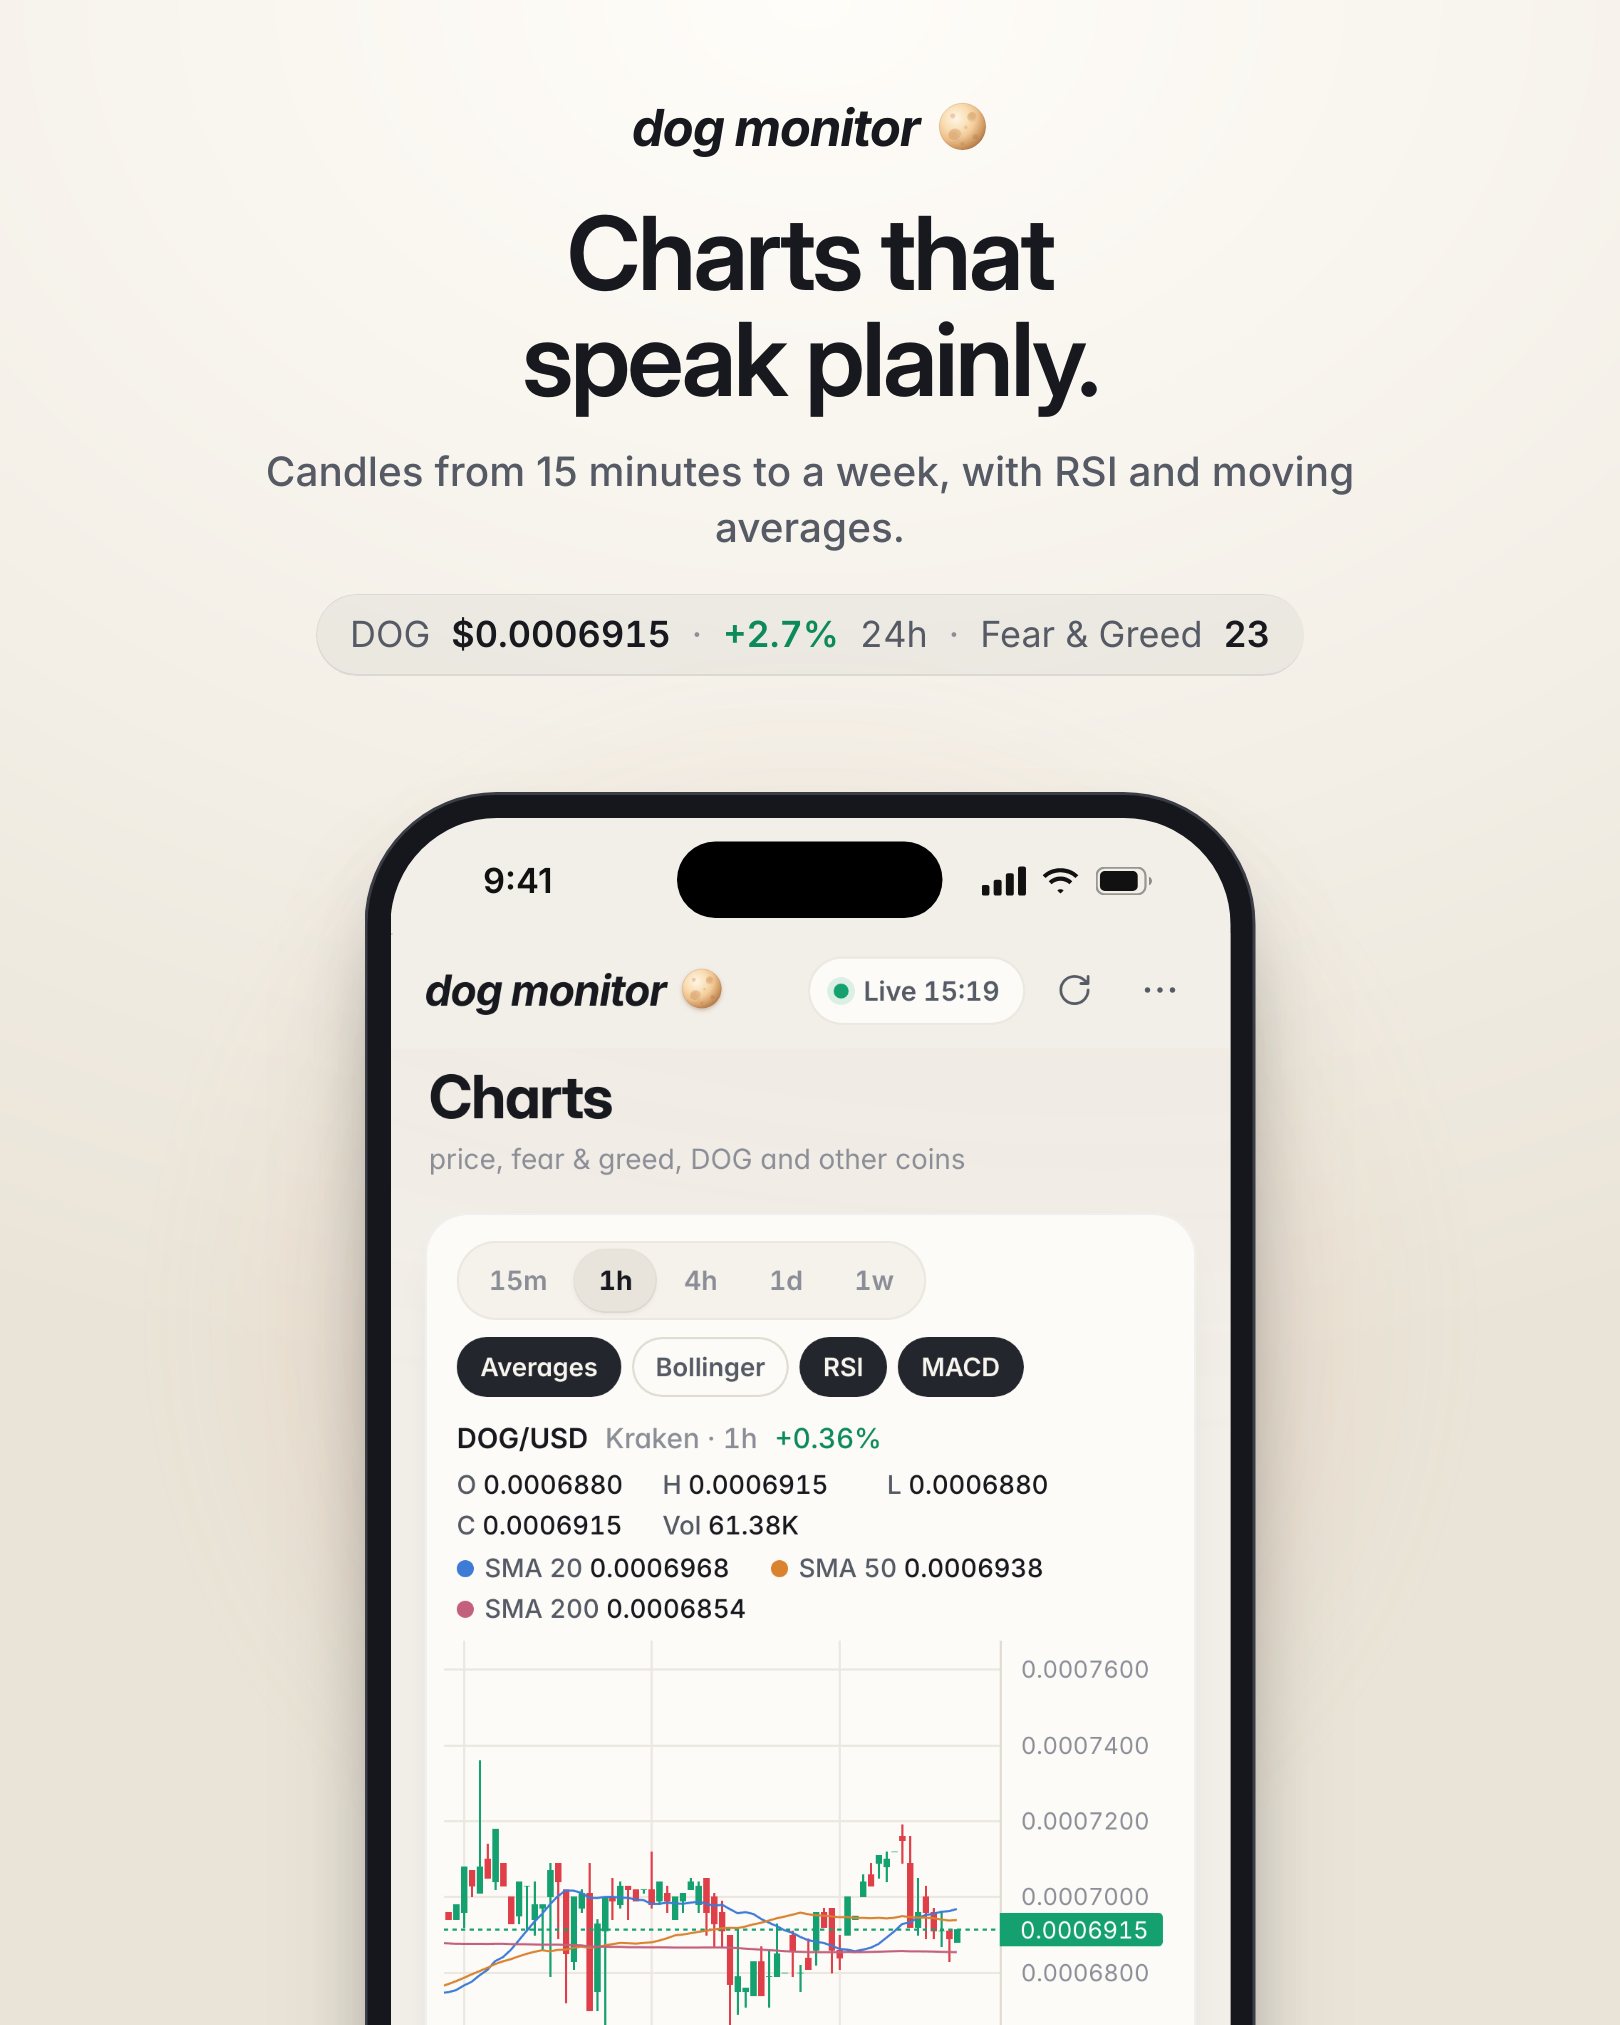 dog monitor
Charts that
speak plainly.
Candles from 15 minutes to a week, with RSI and moving
averages.
DOG $0.0006915 · +2.7% 24h · Fear & Greed 23
9:41
dog monitor Live 15:19 ···
Charts
price, fear & greed, DOG and other coins
15m 1h 4h 1d 1w
Averages Bollinger RSI MACD
DOG/USD Kraken · 1h +0.36%
O 0.0006880 H 0.0006915 L 0.0006880
C 0.0006915 Vol 61.38K
SMA 20 0.0006968 SMA 50 0.0006938
SMA 200 0.0006854
0.0007600
0.0007400
0.0007200
0.0007000
0.0006915
0.0006800